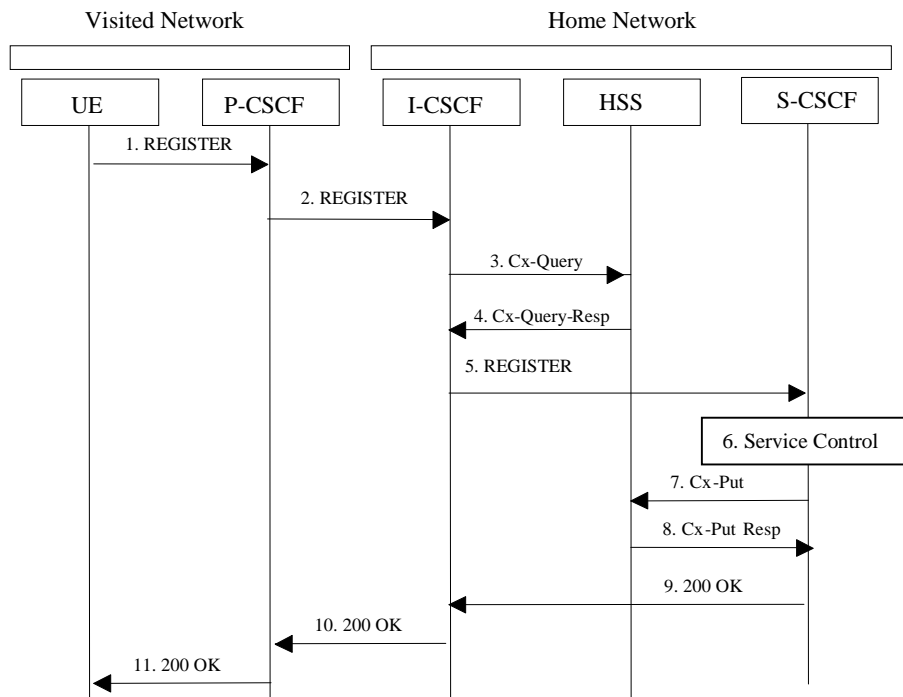 Visited Network
Home Network
UE
P-CSCF
I-CSCF
HSS
S-CSCF
1. REGISTER
2. REGISTER
3. Cx-Query
4. Cx-Query-Resp
5. REGISTER
6. Service Control
7. Cx-Put
8. Cx-Put Resp
9. 200 OK
10. 200 OK
11. 200 OK